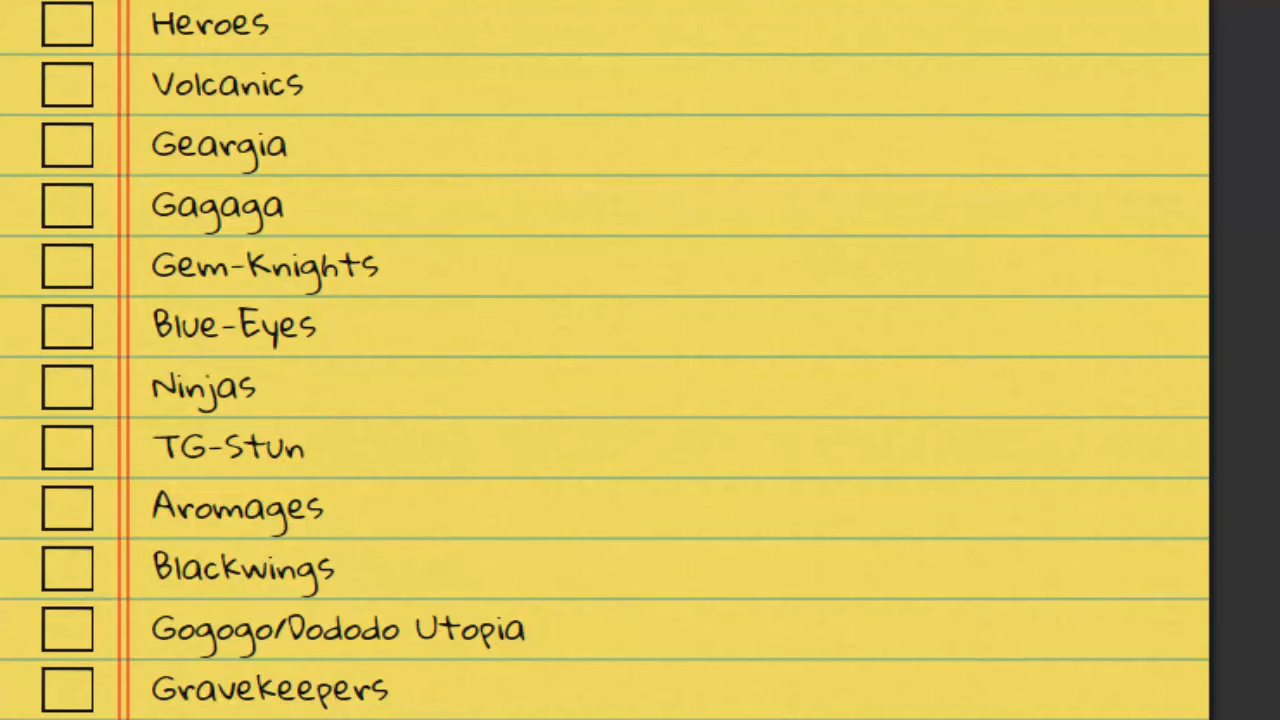 Heroes
Volcanics
Geargia
Gagaga
Gem-Knights
Blue-Eyes
Ninjas
TG-Stun
Aromages
Blackwings
Gogogo/Dododo Utopia
Gravekeepers